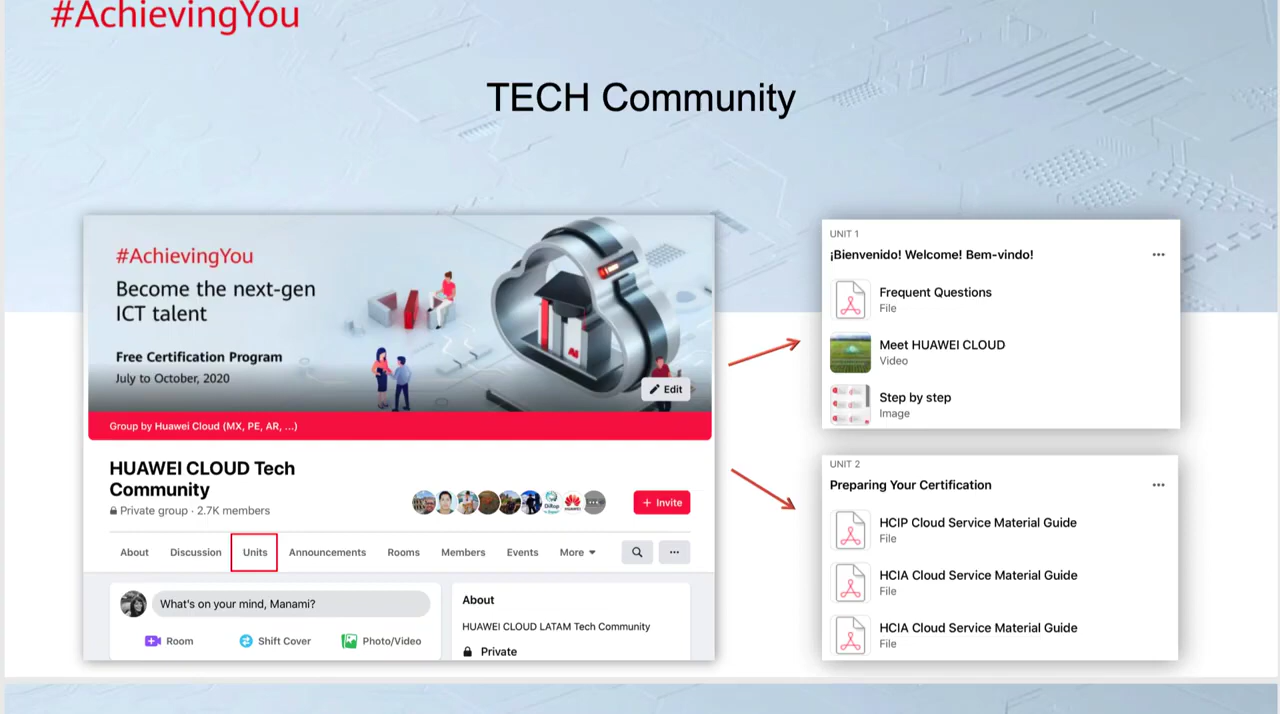 #AchievingYou
TECH Community
#AchievingYou
Become the next-gen
ICT talent
Free Certification Program
July to October, 2020
Edit
Group by Huawei Cloud (MX, PE, AR, ...)
HUAWEI CLOUD Tech
Community
Private group · 2.7K members
+ Invite
About Discussion Units Announcements Rooms Members Events More
What's on your mind, Manami?
Room Shift Cover Photo/Video
About
HUAWEI CLOUD LATAM Tech Community
Private
UNIT 1
¡Bienvenido! Welcome! Bem-vindo!
Frequent Questions
File
Meet HUAWEI CLOUD
Video
Step by step
Image
UNIT 2
Preparing Your Certification
HCIP Cloud Service Material Guide
File
HCIA Cloud Service Material Guide
File
HCIA Cloud Service Material Guide
File